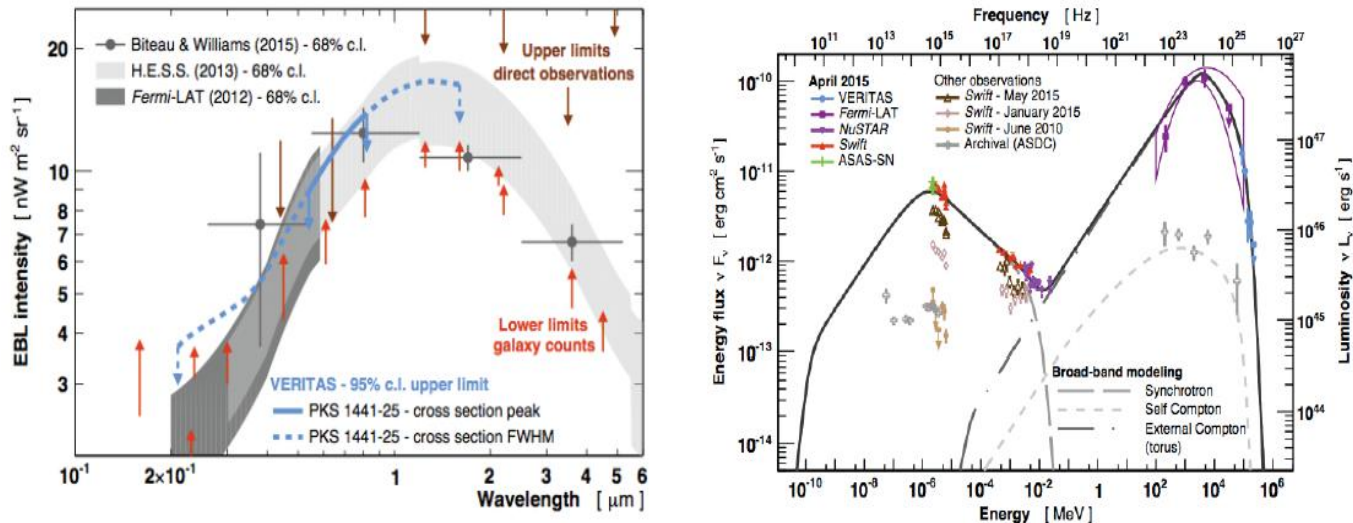 EBL intensity [ nW m⁻² sr⁻¹ ]
20
10
8
7
6
5
4
3
Biteau & Williams (2015) - 68% c.l.
H.E.S.S. (2013) - 68% c.l.
Fermi-LAT (2012) - 68% c.l.
Upper limits
direct observations
Lower limits
galaxy counts
VERITAS - 95% c.l. upper limit
PKS 1441-25 - cross section peak
PKS 1441-25 - cross section FWHM
10⁻¹ 2×10⁻¹ 1 2 3 4 5 6
Wavelength [ μm ]
Frequency [ Hz ]
10¹¹ 10¹³ 10¹⁵ 10¹⁷ 10¹⁹ 10²¹ 10²³ 10²⁵ 10²⁷
Energy flux ν Fν [ erg cm⁻² s⁻¹ ]
10⁻¹⁰
10⁻¹¹
10⁻¹²
10⁻¹³
10⁻¹⁴
April 2015
VERITAS
Fermi-LAT
NuSTAR
Swift
ASAS-SN
Other observations
Swift - May 2015
Swift - January 2015
Swift - June 2010
Archival (ASDC)
Broad-band modeling
Synchrotron
Self Compton
External Compton
(torus)
10⁴⁷
10⁴⁶
10⁴⁵
10⁴⁴
Luminosity ν Lν [ erg s⁻¹ ]
10⁻¹⁰ 10⁻⁸ 10⁻⁶ 10⁻⁴ 10⁻² 1 10² 10⁴ 10⁶
Energy [ MeV ]